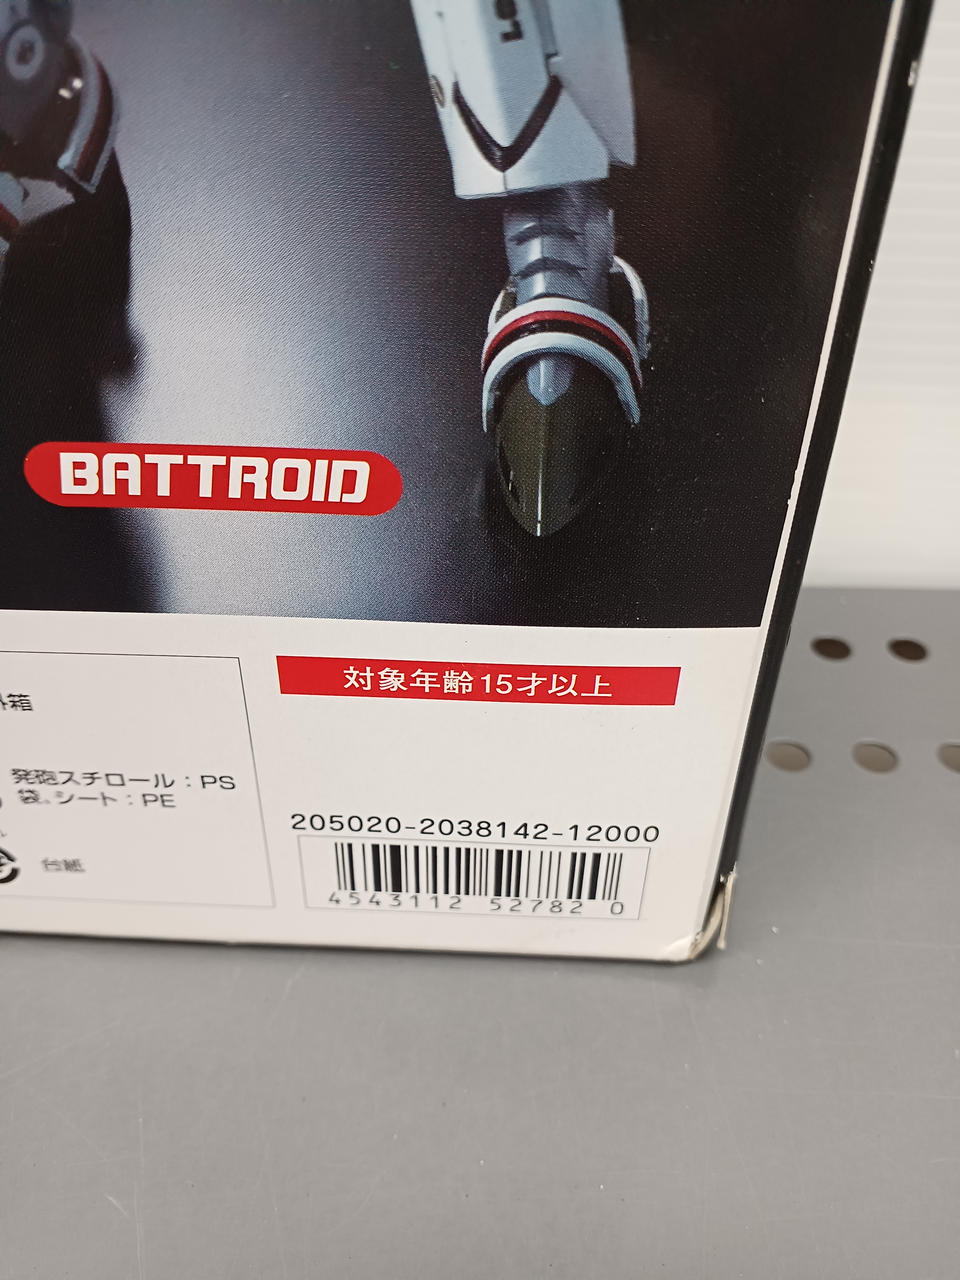 BATTROID
対象年齢15才以上
外箱
発砲スチロール：PS
袋、シート：PE
台紙
205020-2038142-12000
4543112 52782 0